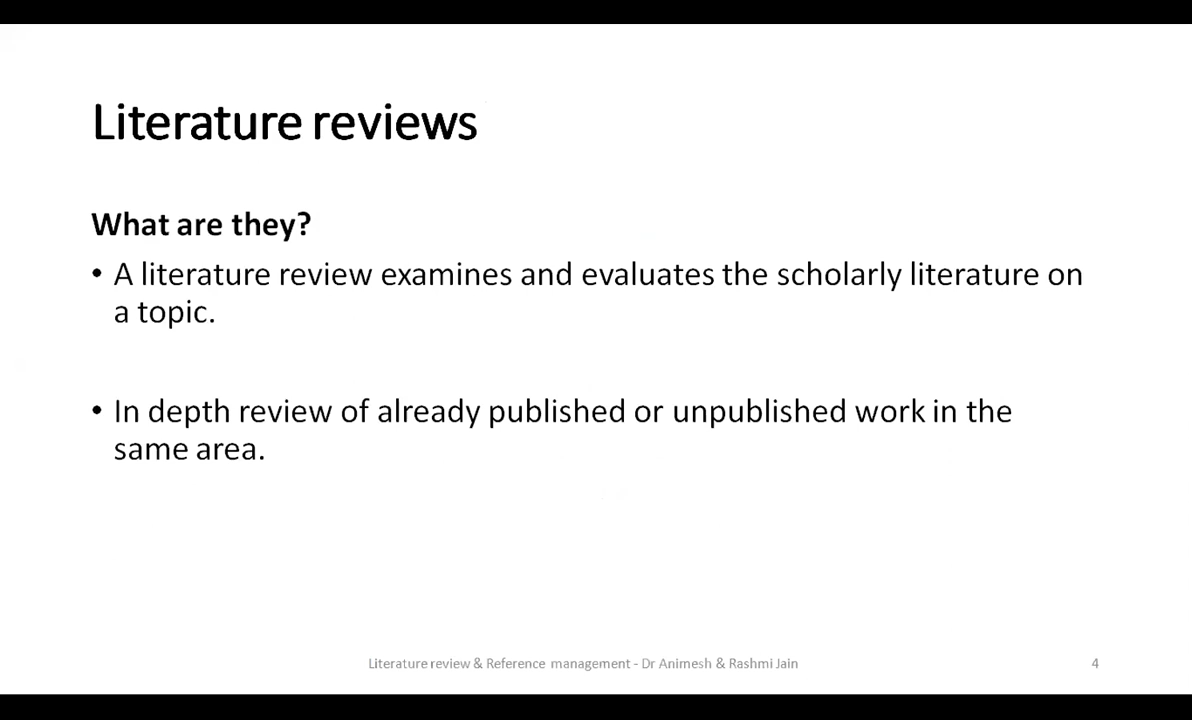 Literature reviews
What are they?
• A literature review examines and evaluates the scholarly literature on
a topic.
• In depth review of already published or unpublished work in the
same area.
Literature review & Reference management - Dr Animesh & Rashmi Jain
4